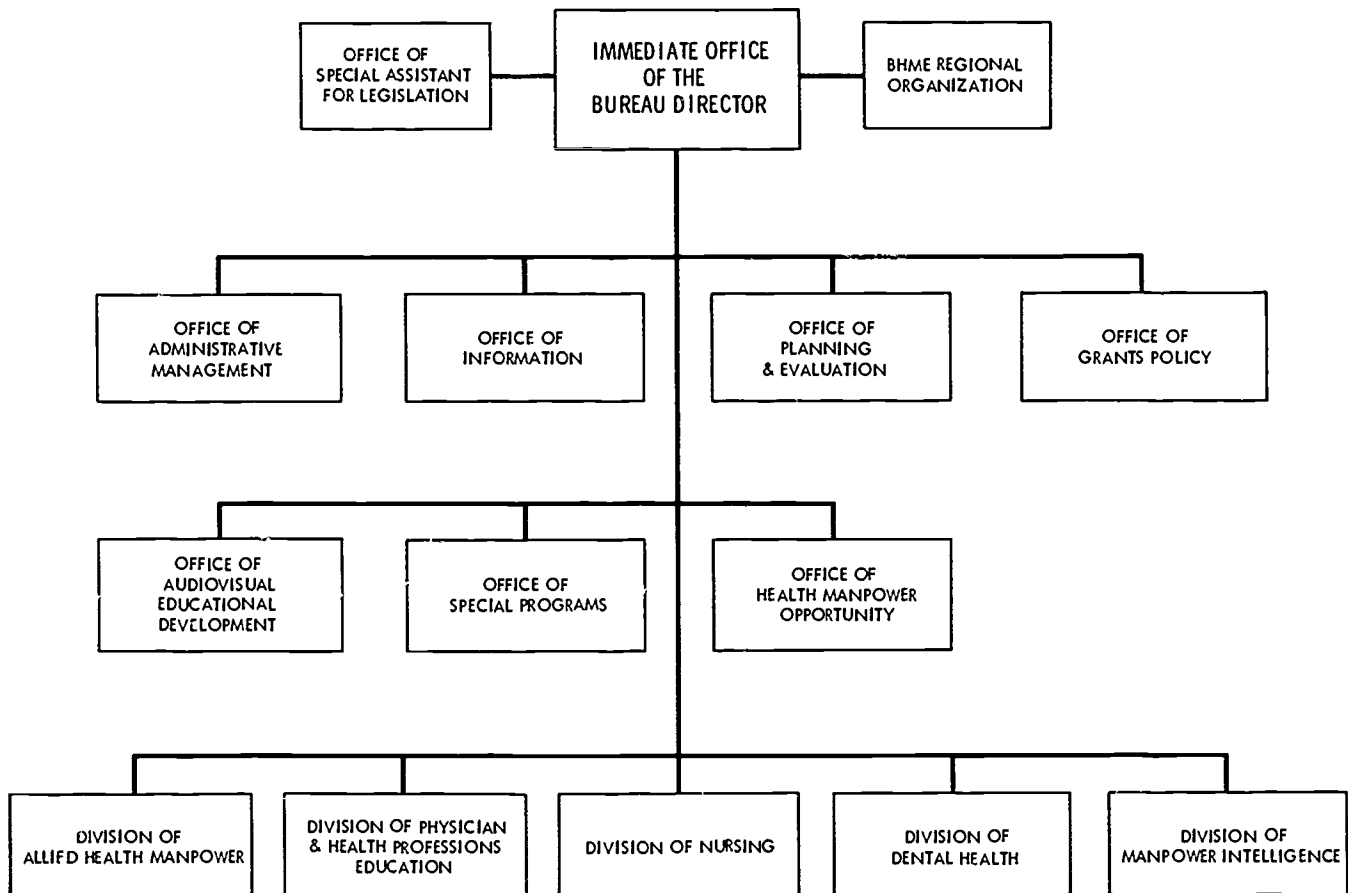 OFFICE OF
SPECIAL ASSISTANT
FOR LEGISLATION
IMMEDIATE OFFICE
OF THE
BUREAU DIRECTOR
BHME REGIONAL
ORGANIZATION
OFFICE OF
ADMINISTRATIVE
MANAGEMENT
OFFICE OF
INFORMATION
OFFICE OF
PLANNING
& EVALUATION
OFFICE OF
GRANTS POLICY
OFFICE OF
AUDIOVISUAL
EDUCATIONAL
DEVELOPMENT
OFFICE OF
SPECIAL PROGRAMS
OFFICE OF
HEALTH MANPOWER
OPPORTUNITY
DIVISION OF
ALLIED HEALTH MANPOWER
DIVISION OF PHYSICIAN
& HEALTH PROFESSIONS
EDUCATION
DIVISION OF NURSING
DIVISION OF
DENTAL HEALTH
DIVISION OF
MANPOWER INTELLIGENCE